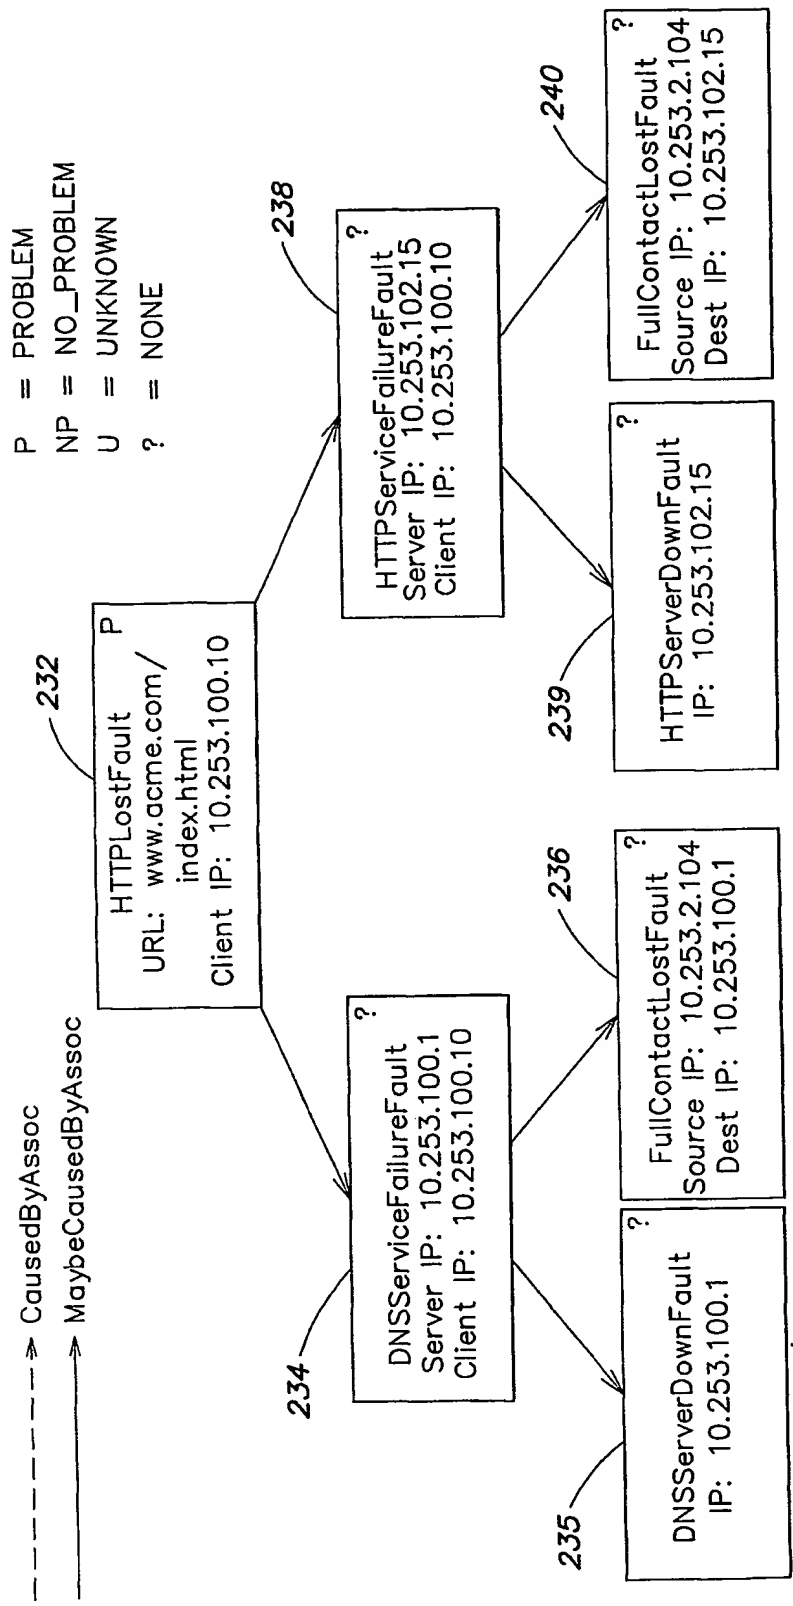 CausedByAssoc
MaybeCausedByAssoc
P = PROBLEM
NP = NO_PROBLEM
U = UNKNOWN
? = NONE
232
HTTPLostFault P
URL: www.acme.com/
index.html
Client IP: 10.253.100.10
234
DNSServiceFailureFault ?
Server IP: 10.253.100.1
Client IP: 10.253.100.10
238
HTTPServiceFailureFault ?
Server IP: 10.253.102.15
Client IP: 10.253.100.10
235
DNSServerDownFault ?
IP: 10.253.100.1
236
FullContactLostFault ?
Source IP: 10.253.2.104
Dest IP: 10.253.100.1
239
HTTPServerDownFault ?
IP: 10.253.102.15
240
FullContactLostFault ?
Source IP: 10.253.2.104
Dest IP: 10.253.102.15